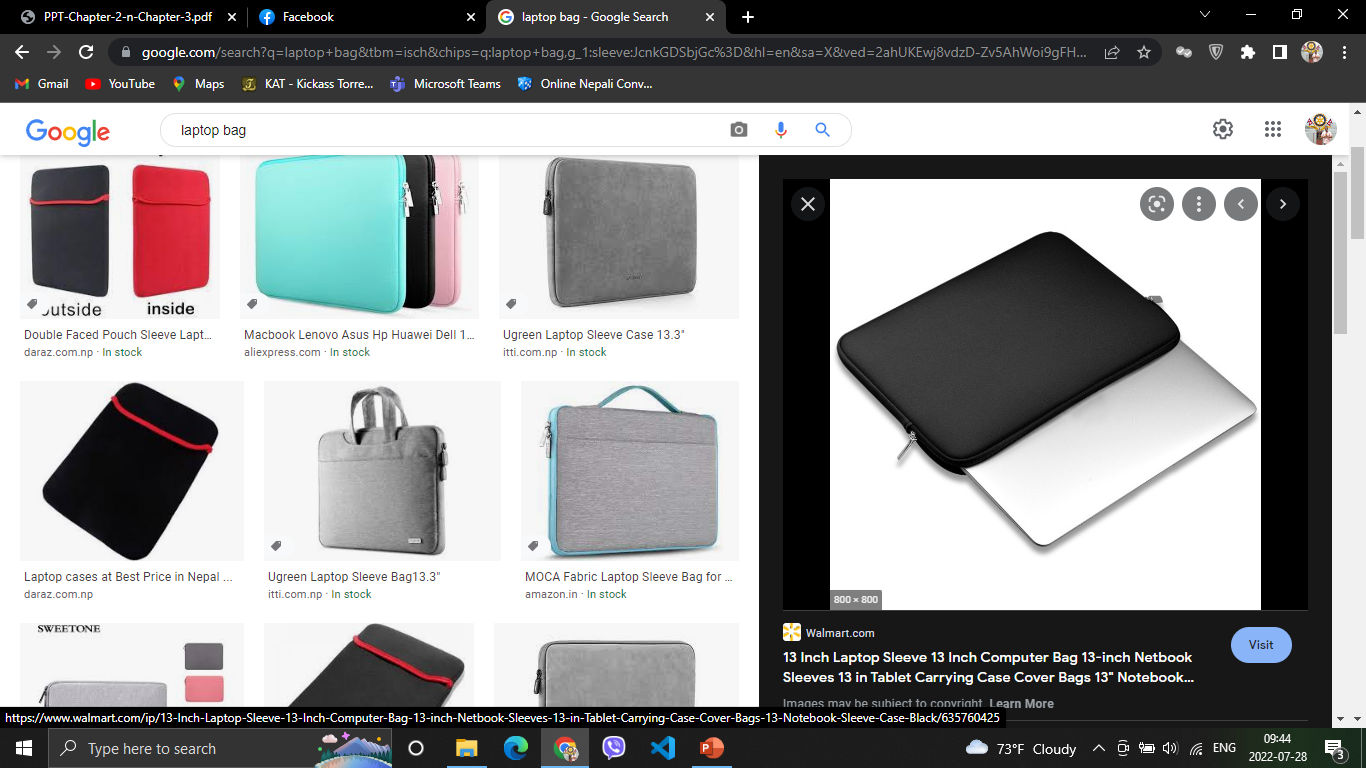 PPT-Chapter-2-n-Chapter-3.pdf
Facebook
laptop bag - Google Search
google.com/search?q=laptop+bag&tbm=isch&chips=q:laptop+bag,g_1:sleeve:JcnkGDSbjGc%3D&hl=en&sa=X&ved=2ahUKEwj8vdzD-Zv5AhWoi9gFH...
Gmail
YouTube
Maps
KAT - Kickass Torre...
Microsoft Teams
Online Nepali Conv...
Google
laptop bag
outside
inside
Double Faced Pouch Sleeve Lapt...
daraz.com.np · In stock
Macbook Lenovo Asus Hp Huawei Dell 1...
aliexpress.com · In stock
Ugreen Laptop Sleeve Case 13.3"
itti.com.np · In stock
Laptop cases at Best Price in Nepal ...
daraz.com.np
Ugreen Laptop Sleeve Bag13.3"
itti.com.np · In stock
MOCA Fabric Laptop Sleeve Bag for ...
amazon.in · In stock
SWEETONE
800 × 800
Walmart.com
13 Inch Laptop Sleeve 13 Inch Computer Bag 13-inch Netbook
Sleeves 13 in Tablet Carrying Case Cover Bags 13" Notebook...
Visit
Images may be subject to copyright. Learn More
https://www.walmart.com/ip/13-Inch-Laptop-Sleeve-13-Inch-Computer-Bag-13-inch-Netbook-Sleeves-13-in-Tablet-Carrying-Case-Cover-Bags-13-Notebook-Sleeve-Case-Black/635760425
Type here to search
73°F Cloudy
ENG
09:44
2022-07-28
3